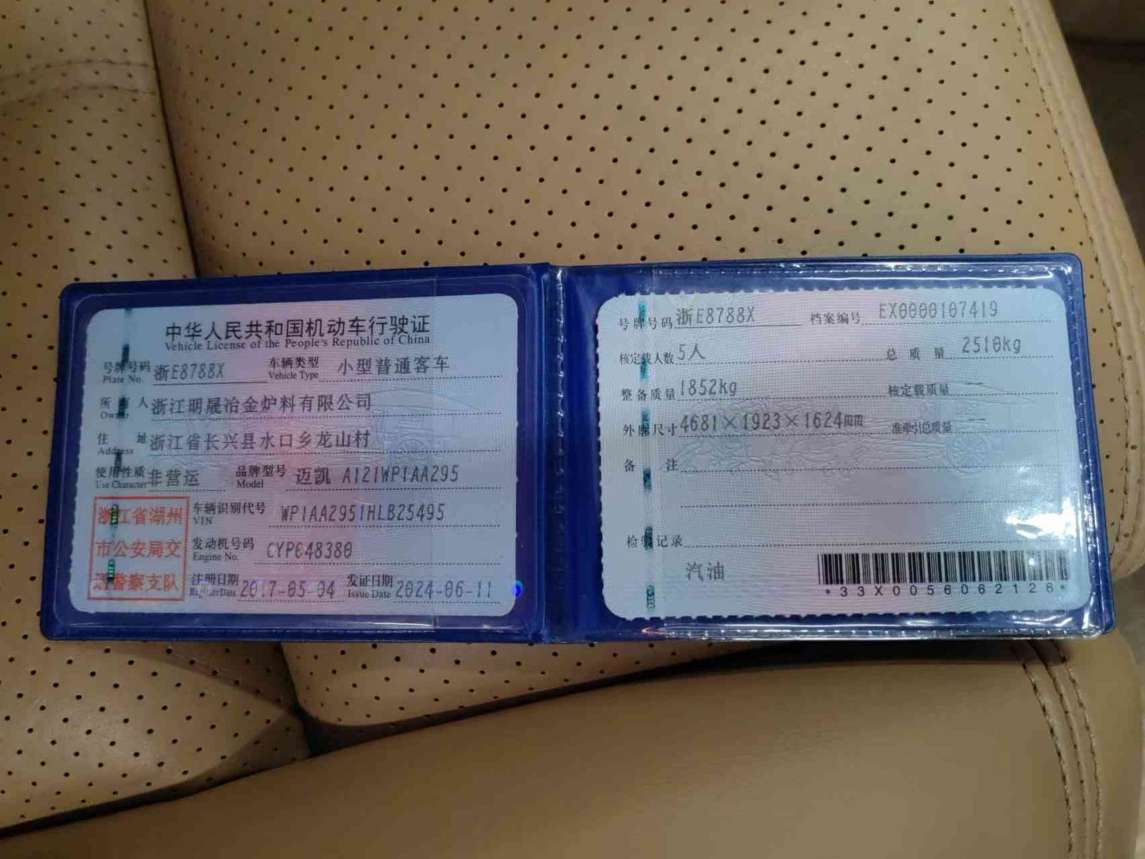 中华人民共和国机动车行驶证
Vehicle License of the People's Republic of China
号牌号码 浙E8788X 车辆类型 小型普通客车
Plate No. Vehicle Type
所有人 浙江明晟冶金炉料有限公司
Owner
住址 浙江省长兴县水口乡龙山村
Address
使用性质 非营运 品牌型号 迈凯 A121WP1AA295
Use Character Model
浙江省湖州
市公安局交
通警察支队
车辆识别代号 WP1AA2951HLB25495
VIN
发动机号码 CYP048380
Engine No.
注册日期 2017-05-04 发证日期 2024-06-11
Register Date Issue Date
号牌号码 浙E8788X 档案编号 EX0000107419
核定载人数 5人 总质量 2510kg
整备质量 1852kg 核定载质量 --
外廓尺寸 4681×1923×1624mm 准牵引总质量 --
备注
检验记录
汽油
*33X0056062126*